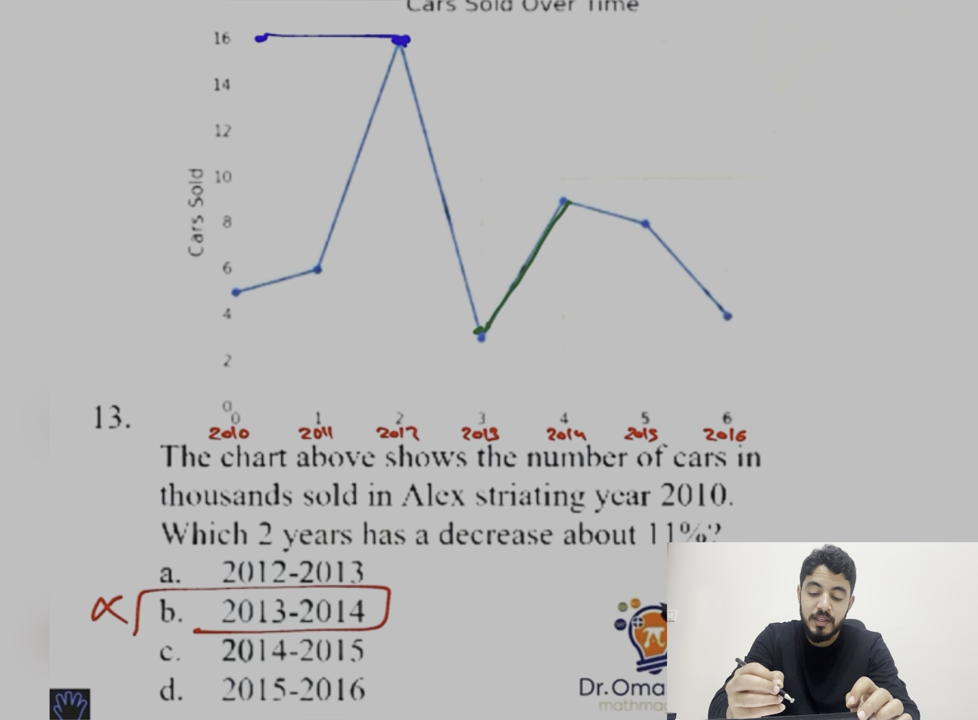 Cars Sold Over Time
16
14
12
10
8
6
4
2
0
Cars Sold
0 1 2 3 4 5 6
2010 2011 2012 2013 2014 2015 2016
13.
The chart above shows the number of cars in
thousands sold in Alex striating year 2010.
Which 2 years has a decrease about 11%?
a. 2012-2013
α b. 2013-2014
c. 2014-2015
d. 2015-2016
π
Dr.Oma
mathma